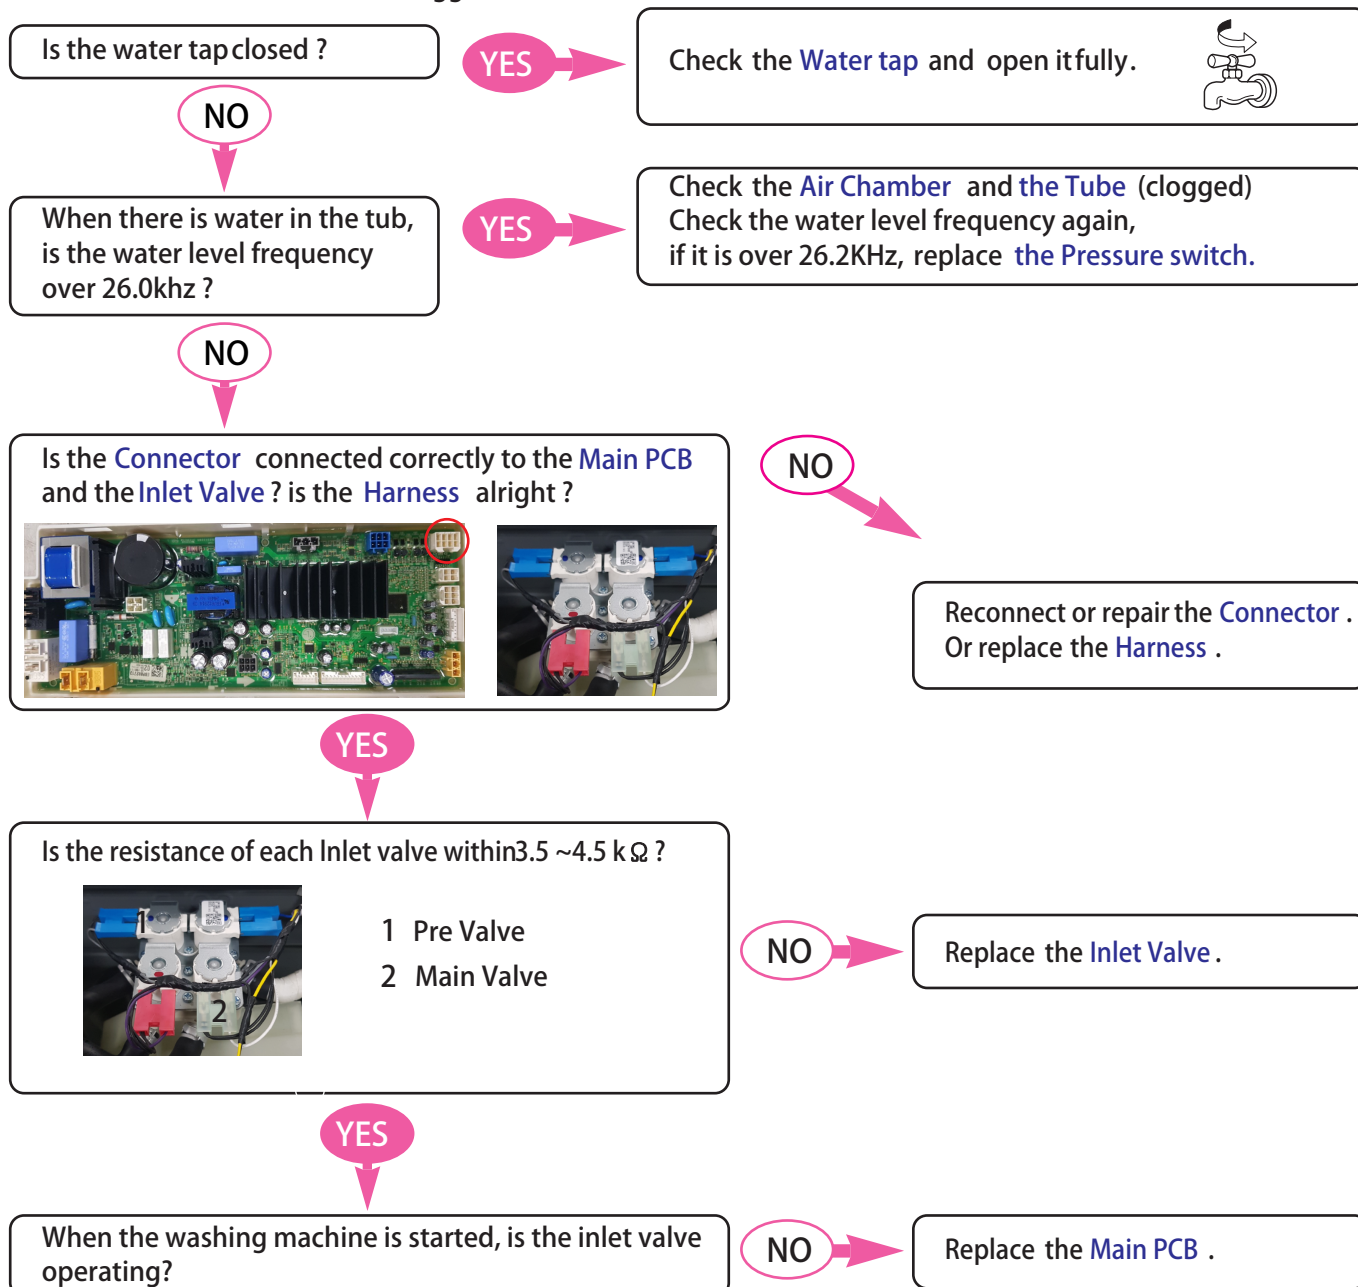 gg
Is the water tap closed ?
YES
Check the Water tap and open it fully.
NO
When there is water in the tub,
is the water level frequency
over 26.0khz ?
YES
Check the Air Chamber and the Tube (clogged)
Check the water level frequency again,
if it is over 26.2KHz, replace the Pressure switch.
NO
Is the Connector connected correctly to the Main PCB
and the Inlet Valve ? is the Harness alright ?
NO
Reconnect or repair the Connector .
Or replace the Harness .
YES
Is the resistance of each Inlet valve within3.5 ~4.5 k Ω ?
1
2
1 Pre Valve
2 Main Valve
NO
Replace the Inlet Valve .
YES
When the washing machine is started, is the inlet valve
operating?
NO
Replace the Main PCB .